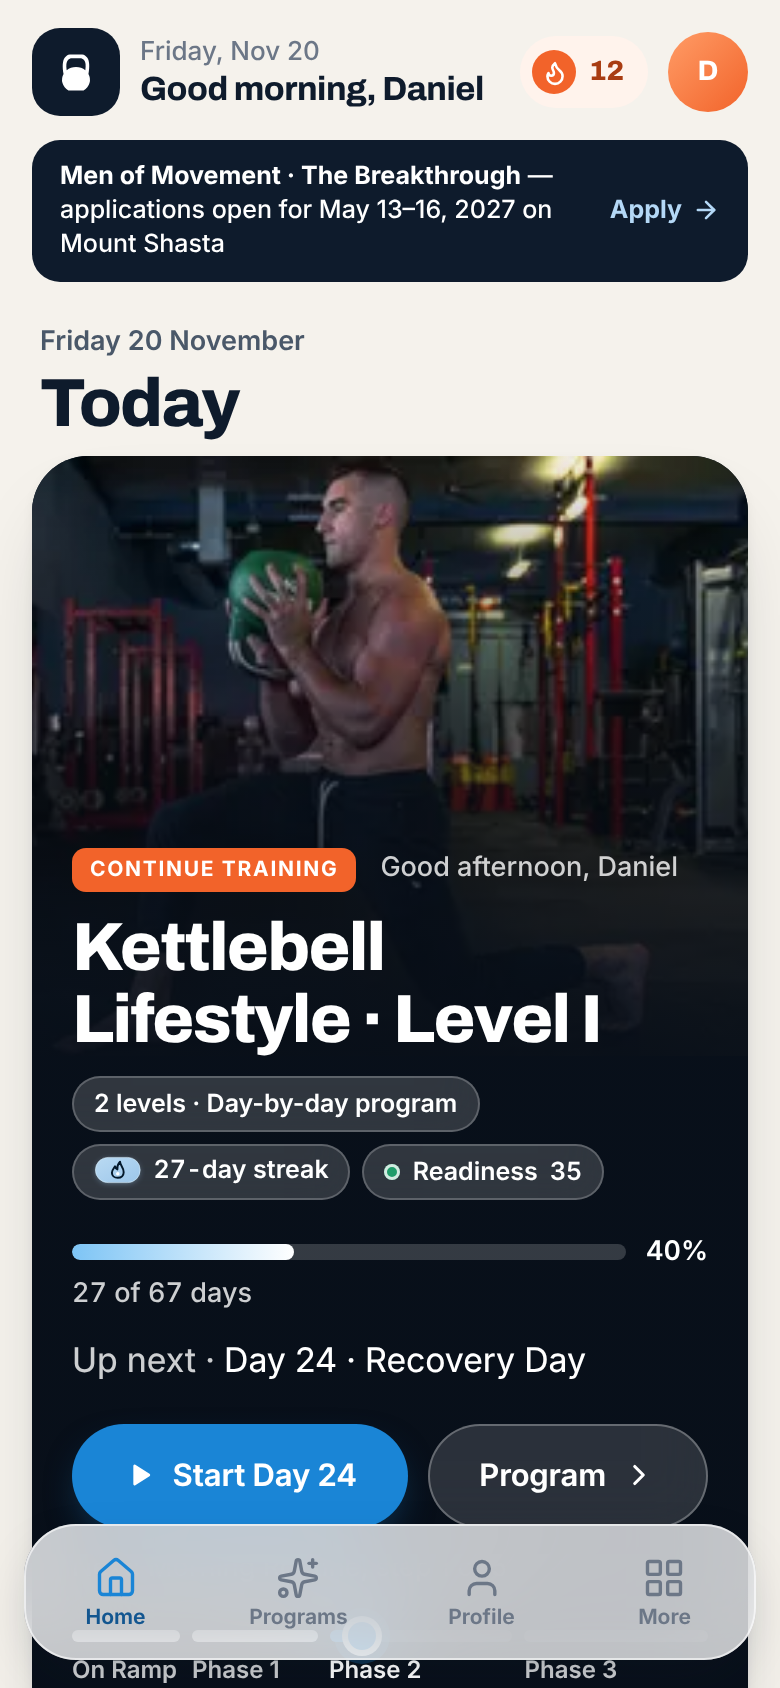 Friday, Nov 20
Good morning, Daniel
12
D
Men of Movement · The Breakthrough —
applications open for May 13–16, 2027 on
Mount Shasta
Apply →
Friday 20 November
Today
CONTINUE TRAINING
Good afternoon, Daniel
Kettlebell
Lifestyle · Level I
2 levels · Day-by-day program
27-day streak
Readiness 35
40%
27 of 67 days
Up next · Day 24 · Recovery Day
Start Day 24
Program
Home
Programs
Profile
More
On Ramp
Phase 1
Phase 2
Phase 3